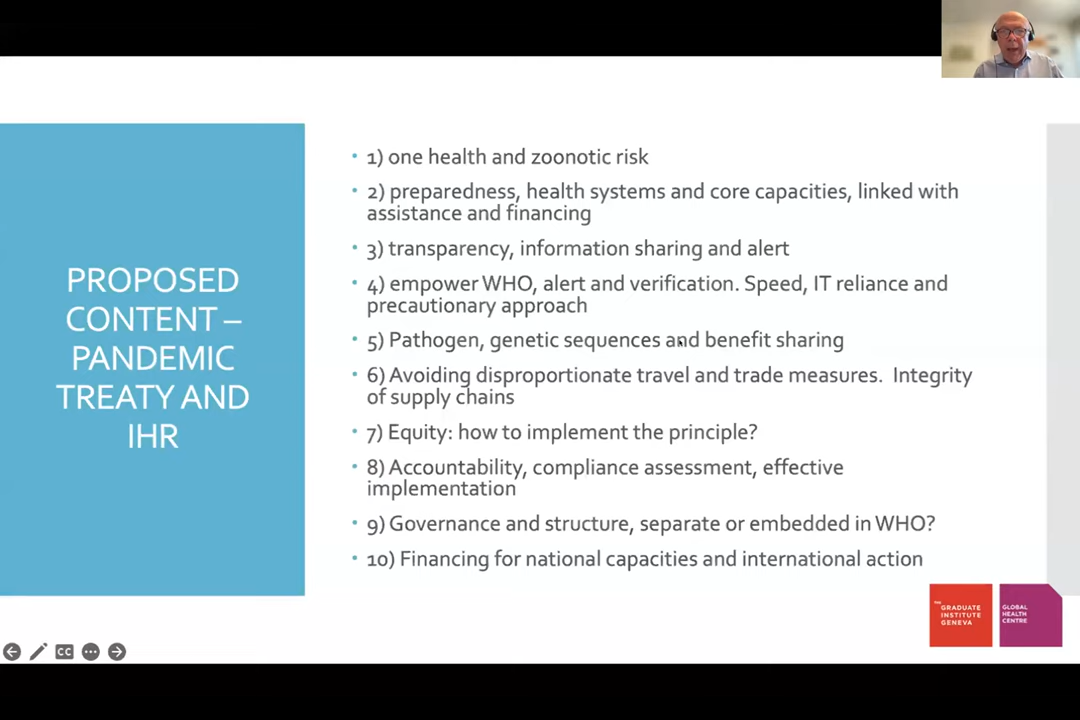 PROPOSED
CONTENT –
PANDEMIC
TREATY AND
IHR
• 1) one health and zoonotic risk
• 2) preparedness, health systems and core capacities, linked with
assistance and financing
• 3) transparency, information sharing and alert
• 4) empower WHO, alert and verification. Speed, IT reliance and
precautionary approach
• 5) Pathogen, genetic sequences and benefit sharing
• 6) Avoiding disproportionate travel and trade measures.  Integrity
of supply chains
• 7) Equity: how to implement the principle?
• 8) Accountability, compliance assessment, effective
implementation
• 9) Governance and structure, separate or embedded in WHO?
• 10) Financing for national capacities and international action
THE
GRADUATE
INSTITUTE
GENEVA
GLOBAL
HEALTH
CENTRE
CC